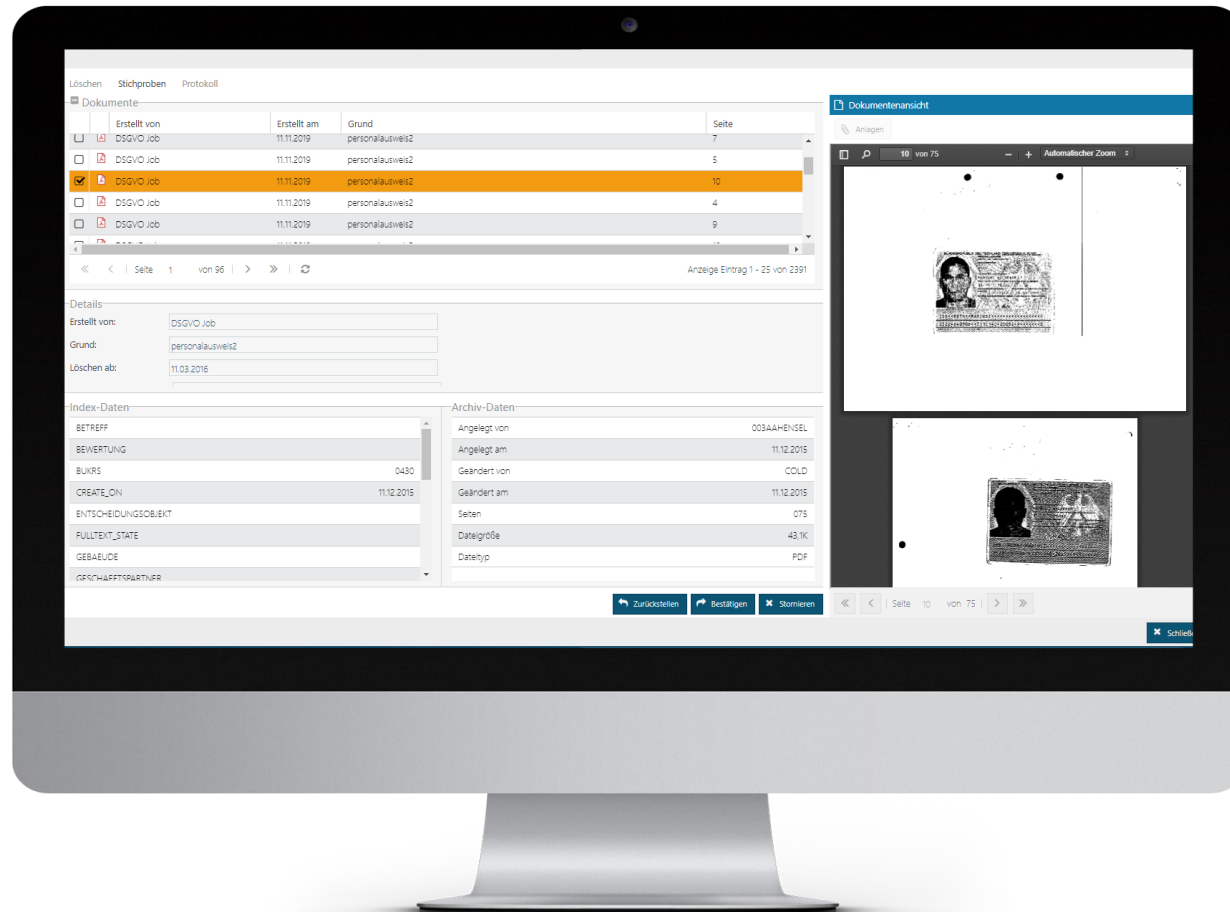 Löschen Stichproben Protokoll
Dokumente
Erstellt von Erstellt am Grund Seite
DSGVO Job 11.11.2019 personalausweis2 7
DSGVO Job 11.11.2019 personalausweis2 5
DSGVO Job 11.11.2019 personalausweis2 10
DSGVO Job 11.11.2019 personalausweis2 4
DSGVO Job 11.11.2019 personalausweis2 9
Seite 1 von 96 Anzeige Eintrag 1 - 25 von 2391
Details
Erstellt von: DSGVO Job
Grund: personalausweis2
Löschen ab: 11.03.2016
Index-Daten
BETREFF
BEWERTUNG
BUKRS 0430
CREATE_ON 11.12.2015
ENTSCHEIDUNGSOBJEKT
FULLTEXT_STATE
GEBAEUDE
GESCHAEFTSPARTNER
Archiv-Daten
Angelegt von 003AAHENSEL
Angelegt am 11.12.2015
Geändert von COLD
Geändert am 11.12.2015
Seiten 075
Dateigröße 43,1K
Dateityp PDF
Zurückstellen Bestätigen Stornieren
Dokumentenansicht
Anlagen
10 von 75 Automatischer Zoom
Seite 10 von 75